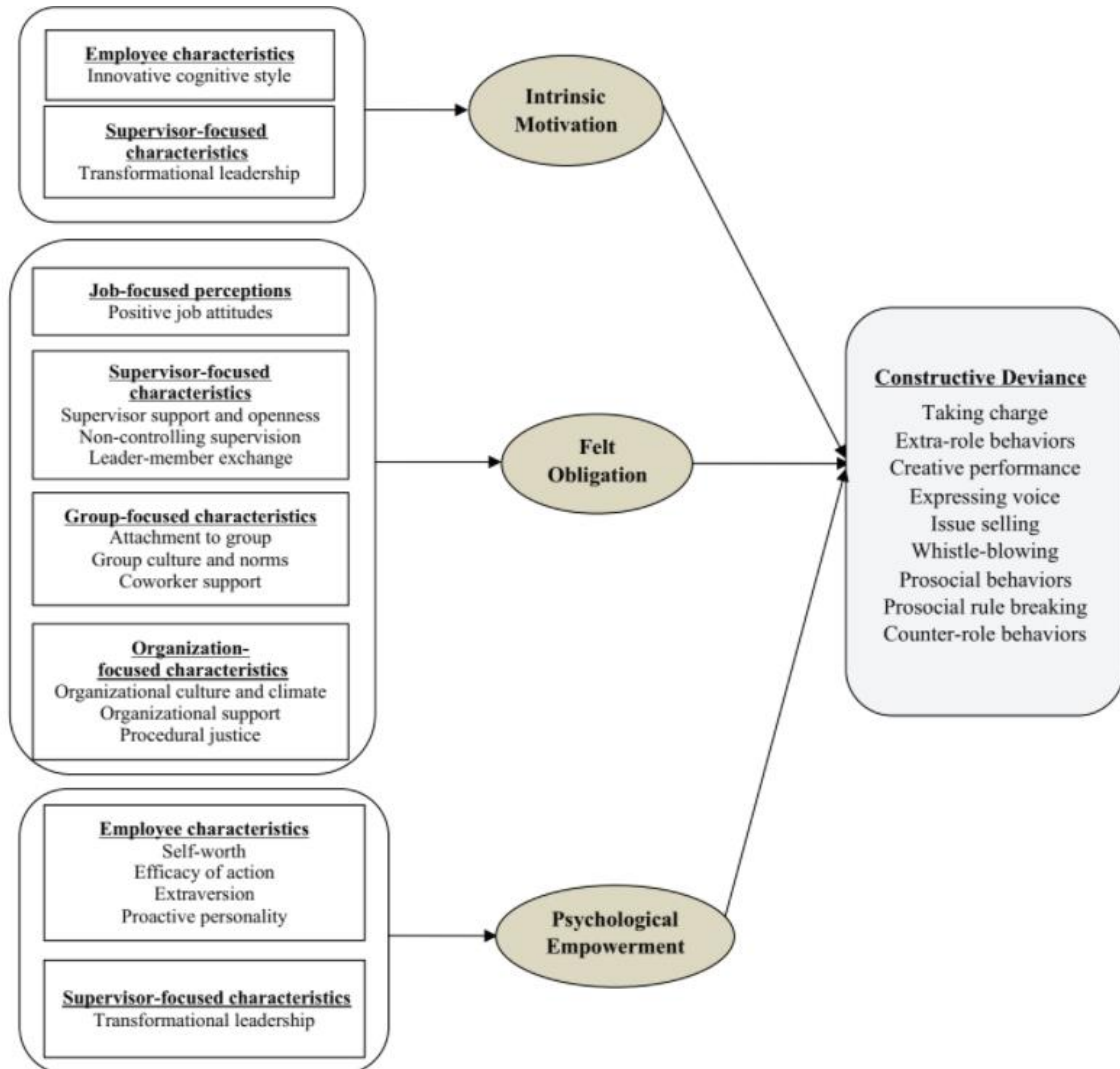 Employee characteristics
Innovative cognitive style
Supervisor-focused
characteristics
Transformational leadership
Intrinsic
Motivation
Job-focused perceptions
Positive job attitudes
Supervisor-focused
characteristics
Supervisor support and openness
Non-controlling supervision
Leader-member exchange
Group-focused characteristics
Attachment to group
Group culture and norms
Coworker support
Organization-
focused characteristics
Organizational culture and climate
Organizational support
Procedural justice
Felt
Obligation
Employee characteristics
Self-worth
Efficacy of action
Extraversion
Proactive personality
Supervisor-focused characteristics
Transformational leadership
Psychological
Empowerment
Constructive Deviance
Taking charge
Extra-role behaviors
Creative performance
Expressing voice
Issue selling
Whistle-blowing
Prosocial behaviors
Prosocial rule breaking
Counter-role behaviors